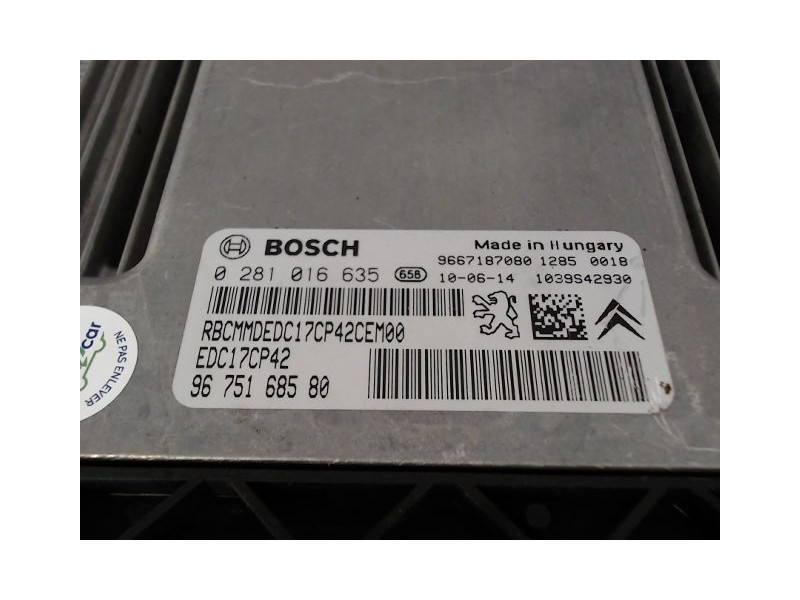 BOSCH
Made in Hungary
9667187080 1285 0018
0 281 016 635 658 10-06-14 1039S42930
RBCMMDEDC17CP42CEM00
EDC17CP42
96 751 685 80
car
NE PAS ENLEVER